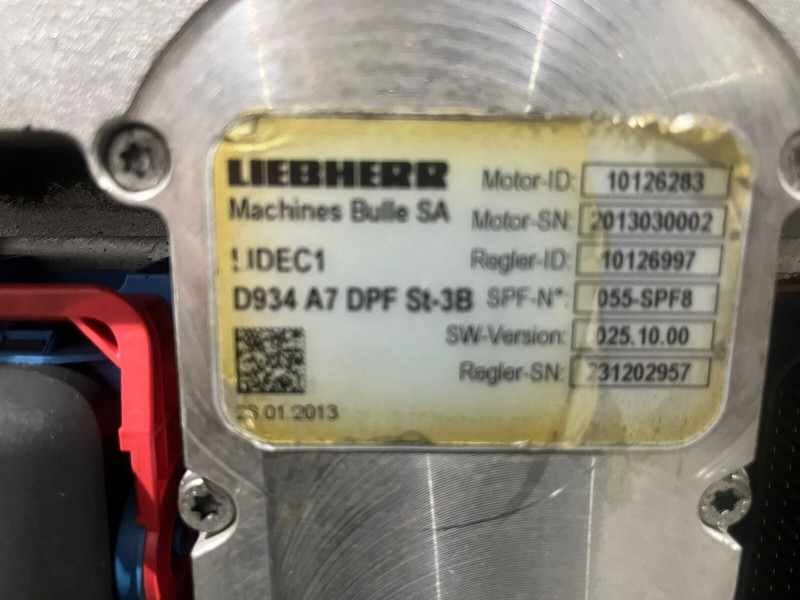 LIEBHERR
Machines Bulle SA
LIDEC1
D934 A7 DPF St-3B
Motor-ID: 10126283
Motor-SN: 2013030002
Regler-ID: 10126997
SPF-N°: 055-SPF8
SW-Version: 025.10.00
Regler-SN: 231202957
28.01.2013